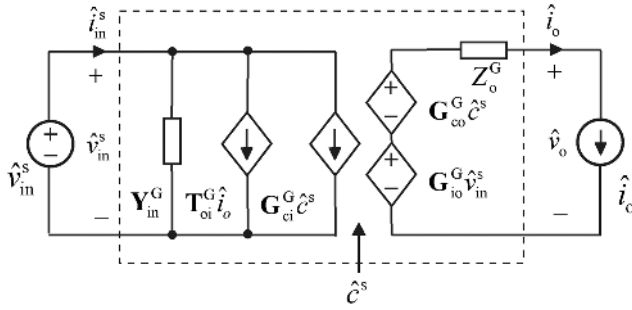 î_in^s
î_o
+
+
Z_o^G
+
−
G_co^G ĉ^s
+
−
v̂_in^s
v̂_in^s
+
−
G_io^G v̂_in^s
v̂_o
Y_in^G
T_oi^G î_o
G_ci^G ĉ^s
î_o
−
−
ĉ^s